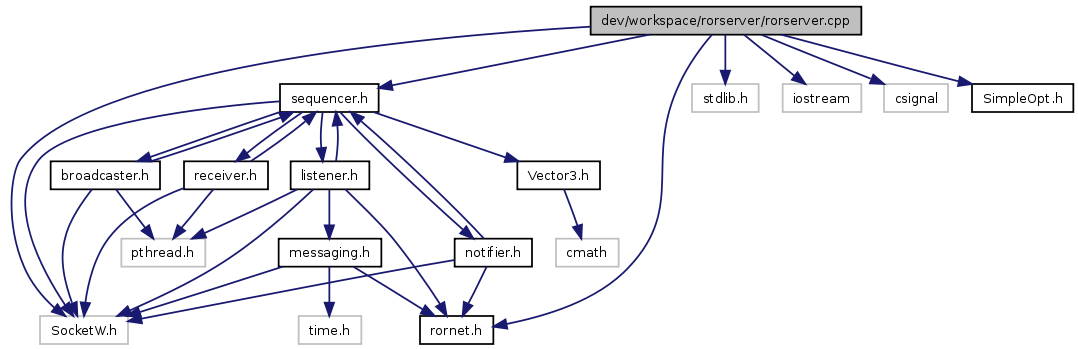 dev/workspace/rorserver/rorserver.cpp
sequencer.h
stdlib.h
iostream
csignal
SimpleOpt.h
broadcaster.h
receiver.h
listener.h
Vector3.h
pthread.h
messaging.h
notifier.h
cmath
SocketW.h
time.h
rornet.h